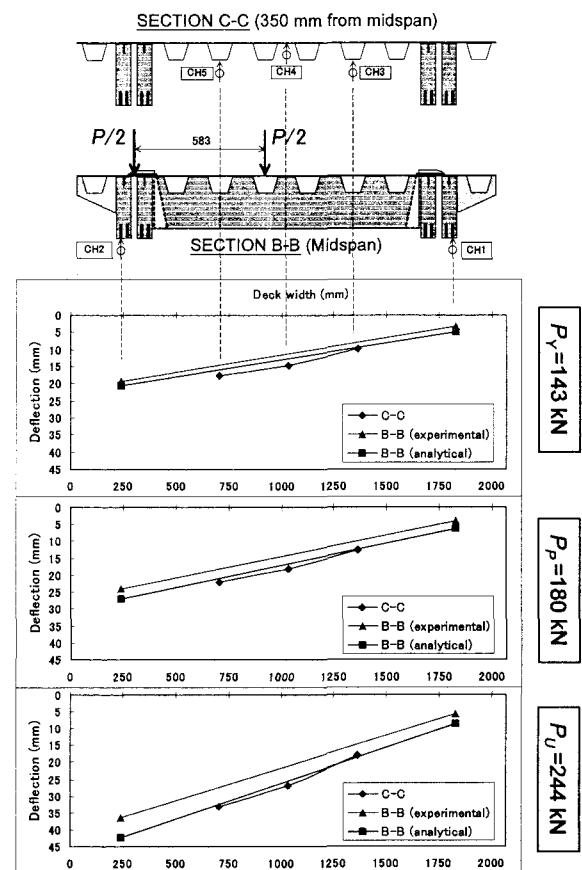 SECTION C-C (350 mm from midspan)
CH5
CH4
CH3
P/2
583
P/2
SECTION B-B (Midspan)
CH2
CH1
Deck width (mm)
Deflection (mm)
0
5
10
15
20
25
30
35
40
45
C-C
B-B (experimental)
B-B (analytical)
0 250 500 750 1000 1250 1500 1750 2000
PY=143 kN
Deflection (mm)
0
5
10
15
20
25
30
35
40
45
C-C
B-B (experimental)
B-B (analytical)
0 250 500 750 1000 1250 1500 1750 2000
PP=180 kN
Deflection (mm)
0
5
10
15
20
25
30
35
40
45
C-C
B-B (experimental)
B-B (analytical)
0 250 500 750 1000 1250 1500 1750 2000
PU=244 kN